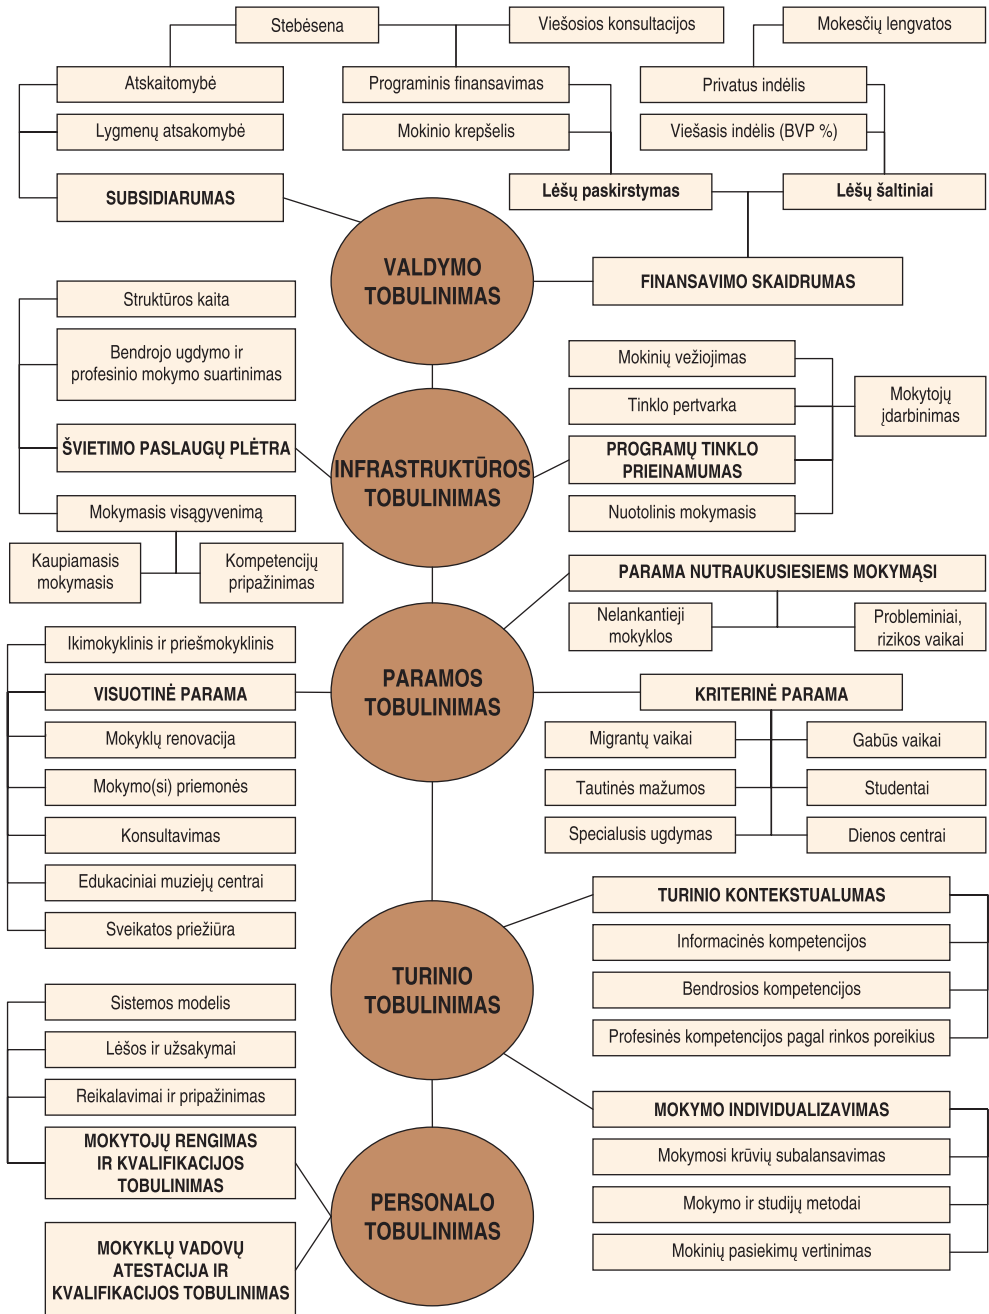 Stebėsena
Viešosios konsultacijos
Mokesčių lengvatos
Atskaitomybė
Programinis finansavimas
Privatus indėlis
Lygmenų atsakomybė
Mokinio krepšelis
Viešasis indėlis (BVP %)
SUBSIDIARUMAS
Lėšų paskirstymas
Lėšų šaltiniai
VALDYMO
TOBULINIMAS
FINANSAVIMO SKAIDRUMAS
Struktūros kaita
Bendrojo ugdymo ir
profesinio mokymo suartinimas
ŠVIETIMO PASLAUGŲ PLĖTRA
Mokymasis visągyvenimą
Kaupiamasis
mokymasis
Kompetencijų
pripažinimas
INFRASTRUKTŪROS
TOBULINIMAS
Mokinių vežiojimas
Tinklo pertvarka
PROGRAMŲ TINKLO
PRIEINAMUMAS
Nuotolinis mokymasis
Mokytojų
įdarbinimas
PARAMA NUTRAUKUSIESIEMS MOKYMĄSI
Nelankantieji
mokyklos
Probleminiai,
rizikos vaikai
Ikimokyklinis ir priešmokyklinis
VISUOTINĖ PARAMA
Mokyklų renovacija
Mokymo(si) priemonės
Konsultavimas
Edukaciniai muziejų centrai
Sveikatos priežiūra
PARAMOS
TOBULINIMAS
KRITERINĖ PARAMA
Migrantų vaikai
Gabūs vaikai
Tautinės mažumos
Studentai
Specialusis ugdymas
Dienos centrai
TURINIO KONTEKSTUALUMAS
Informacinės kompetencijos
Bendrosios kompetencijos
Profesinės kompetencijos pagal rinkos poreikius
TURINIO
TOBULINIMAS
Sistemos modelis
Lėšos ir užsakymai
Reikalavimai ir pripažinimas
MOKYTOJŲ RENGIMAS
IR KVALIFIKACIJOS
TOBULINIMAS
MOKYKLŲ VADOVŲ
ATESTACIJA IR
KVALIFIKACIJOS TOBULINIMAS
PERSONALO
TOBULINIMAS
MOKYMO INDIVIDUALIZAVIMAS
Mokymosi krūvių subalansavimas
Mokymo ir studijų metodai
Mokinių pasiekimų vertinimas